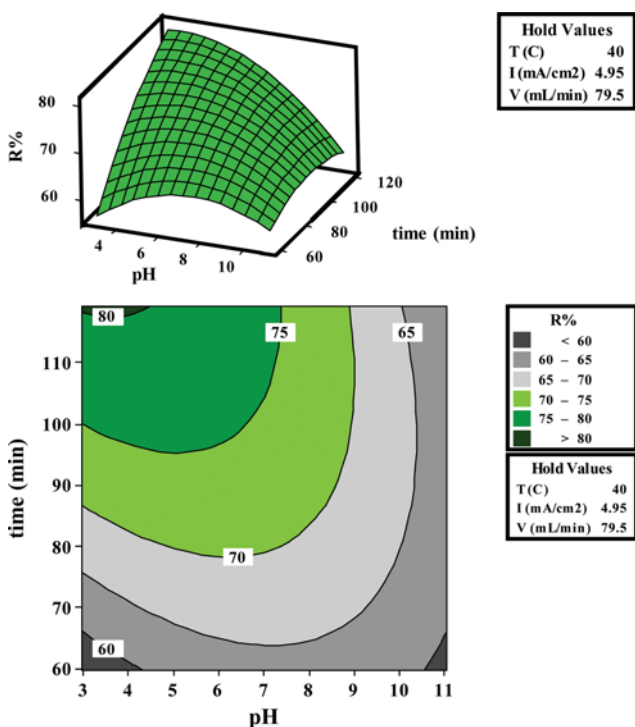 Hold Values
T (C) 40
I (mA/cm2) 4.95
V (mL/min) 79.5
R%
80
70
60
4 6 8 10
pH
60 80 100 120
time (min)
time (min)
110
100
90
80
70
60
3 4 5 6 7 8 9 10 11
pH
80
75
65
70
60
R%
< 60
60 – 65
65 – 70
70 – 75
75 – 80
> 80
Hold Values
T (C) 40
I (mA/cm2) 4.95
V (mL/min) 79.5